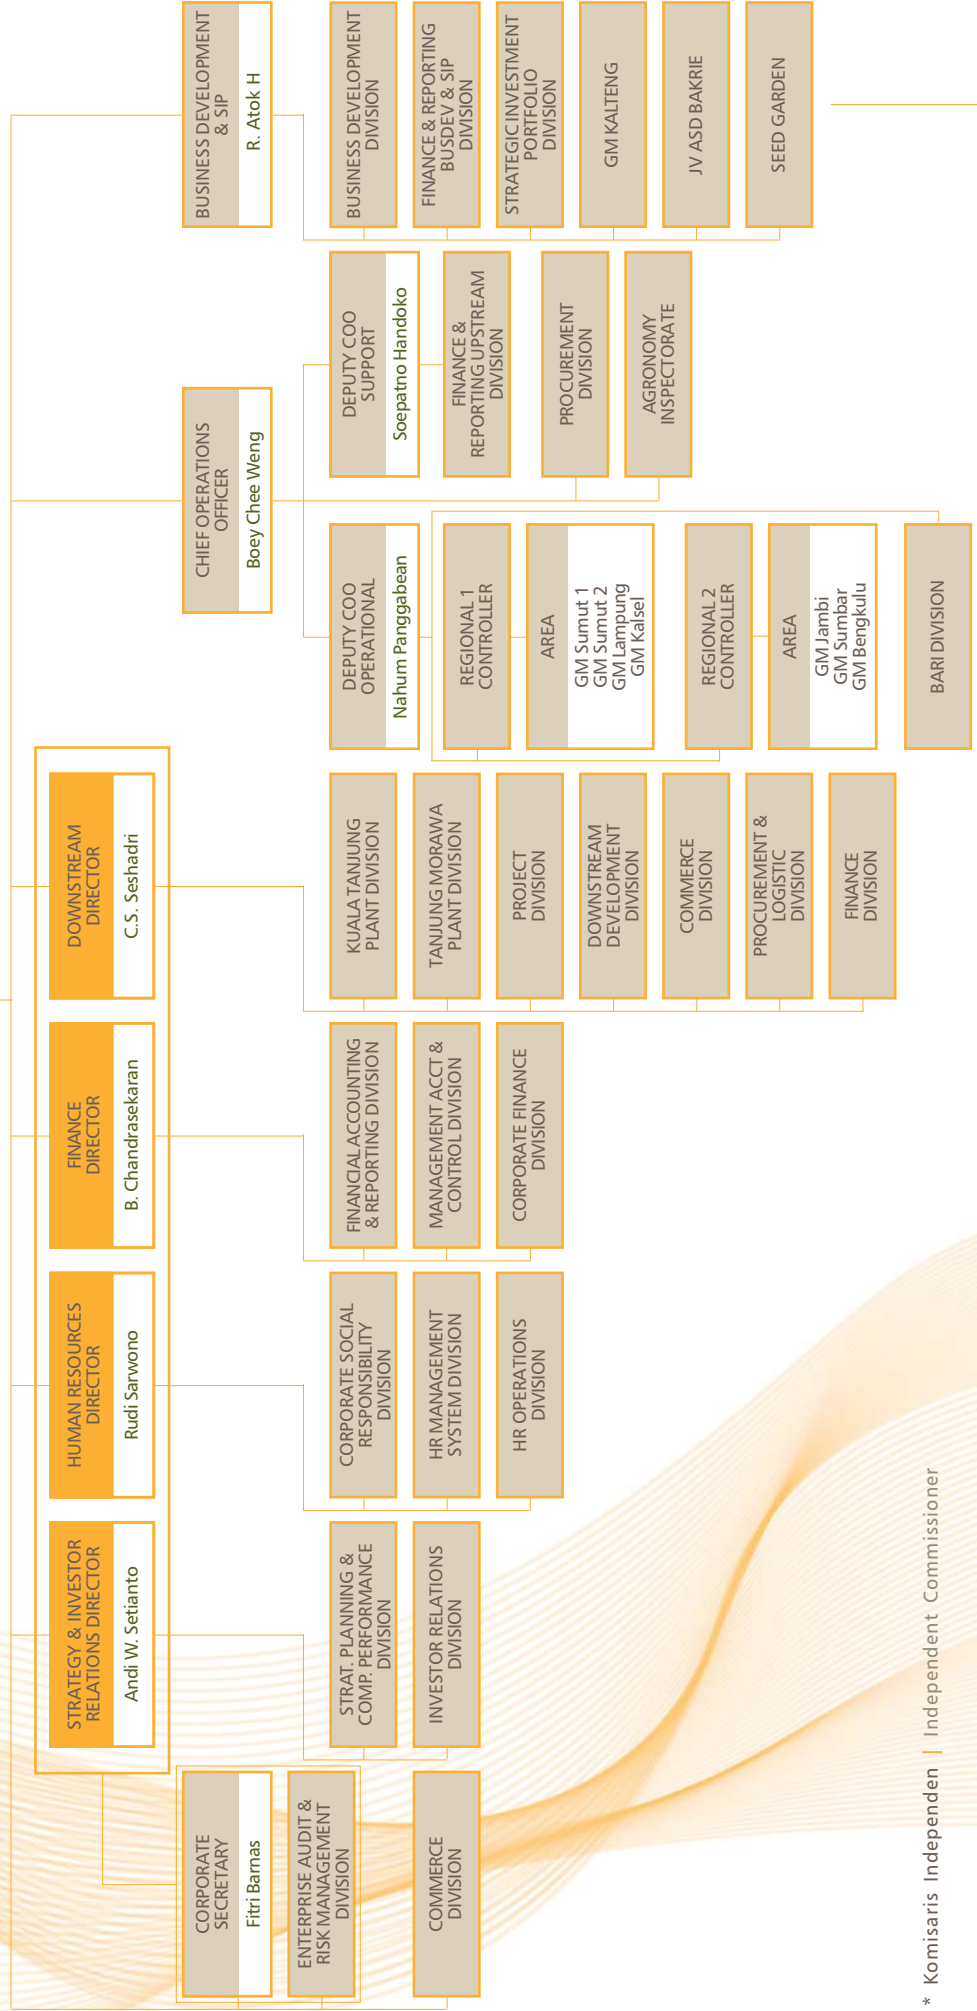 CORPORATE
SECRETARY
Fitri Barnas
ENTERPRISE AUDIT &
RISK MANAGEMENT
DIVISION
COMMERCE
DIVISION
STRATEGY & INVESTOR
RELATIONS DIRECTOR
Andi W. Setianto
STRAT. PLANNING &
COMP. PERFORMANCE
DIVISION
INVESTOR RELATIONS
DIVISION
HUMAN RESOURCES
DIRECTOR
Rudi Sarwono
CORPORATE SOCIAL
RESPONSIBILITY
DIVISION
HR MANAGEMENT
SYSTEM DIVISION
HR OPERATIONS
DIVISION
FINANCE
DIRECTOR
B. Chandrasekaran
FINANCIAL ACCOUNTING
& REPORTING DIVISION
MANAGEMENT ACCT &
CONTROL DIVISION
CORPORATE FINANCE
DIVISION
DOWNSTREAM
DIRECTOR
C.S. Seshadri
KUALA TANJUNG
PLANT DIVISION
TANJUNG MORAWA
PLANT DIVISION
PROJECT
DIVISION
DOWNSTREAM
DEVELOPMENT
DIVISION
COMMERCE
DIVISION
PROCUREMENT &
LOGISTIC
DIVISION
FINANCE
DIVISION
CHIEF OPERATIONS
OFFICER
Boey Chee Weng
DEPUTY COO
OPERATIONAL
Nahum Panggabean
REGIONAL 1
CONTROLLER
AREA
GM Sumut 1
GM Sumut 2
GM Lampung
GM Kalsel
REGIONAL 2
CONTROLLER
AREA
GM Jambi
GM Sumbar
GM Bengkulu
BARI DIVISION
DEPUTY COO
SUPPORT
Soepatno Handoko
FINANCE &
REPORTING UPSTREAM
DIVISION
PROCUREMENT
DIVISION
AGRONOMY
INSPECTORATE
BUSINESS DEVELOPMENT
& SIP
R. Atok H
BUSINESS DEVELOPMENT
DIVISION
FINANCE & REPORTING
BUSDEV & SIP
DIVISION
STRATEGIC INVESTMENT
PORTFOLIO
DIVISION
GM KALTENG
JV ASD BAKRIE
SEED GARDEN
* Komisaris Independen | Independent Commissioner